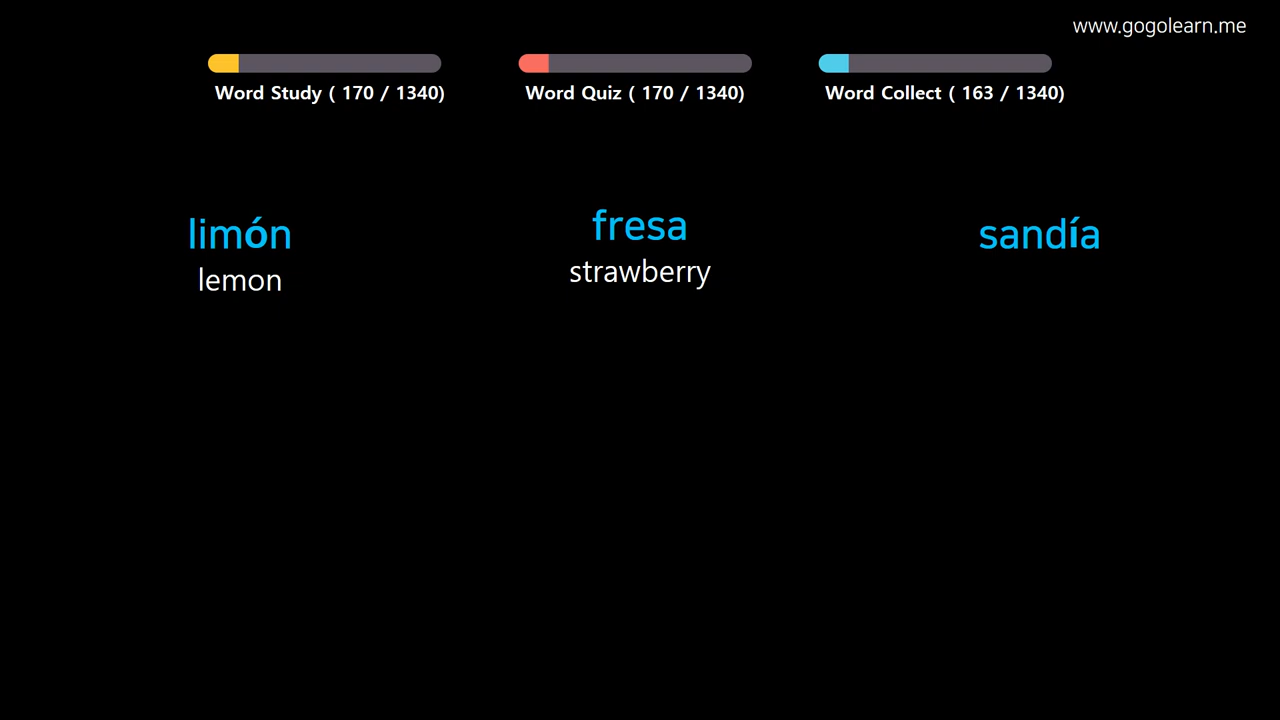 www.gogolearn.me
Word Study ( 170 / 1340)
Word Quiz ( 170 / 1340)
Word Collect ( 163 / 1340)
limón
lemon
fresa
strawberry
sandía